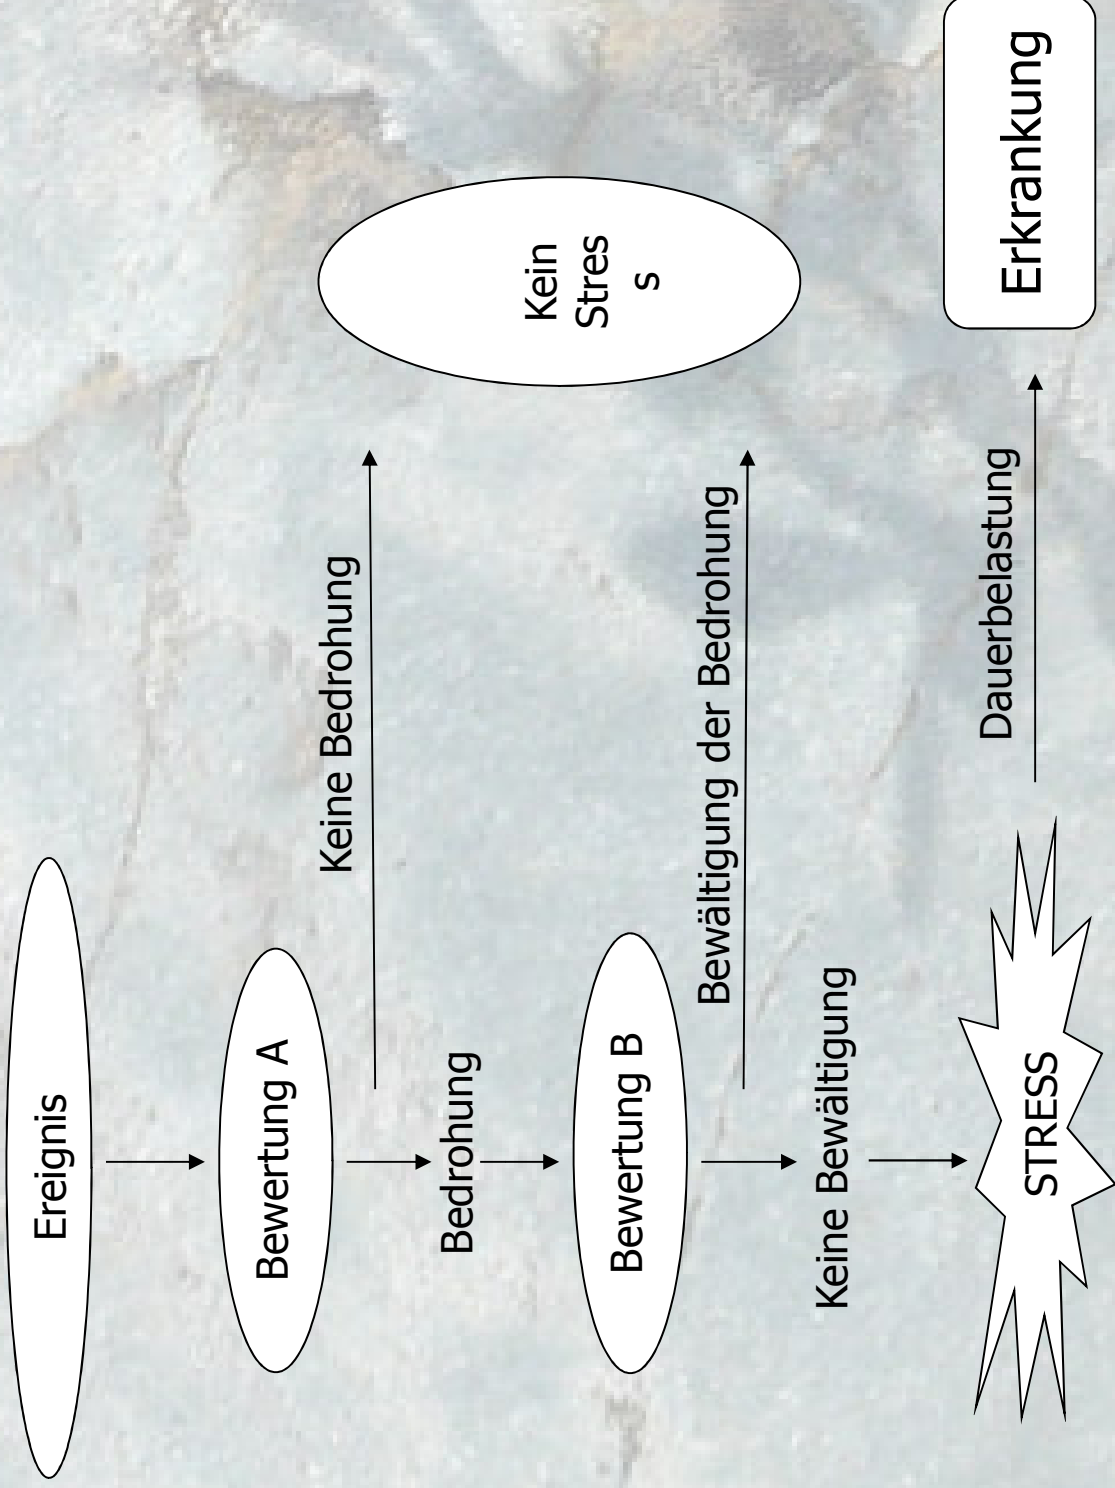 Ereignis
Bewertung A
Keine Bedrohung
Bedrohung
Kein
Stres
s
Bewertung B
Bewältigung der Bedrohung
Keine Bewältigung
STRESS
Dauerbelastung
Erkrankung